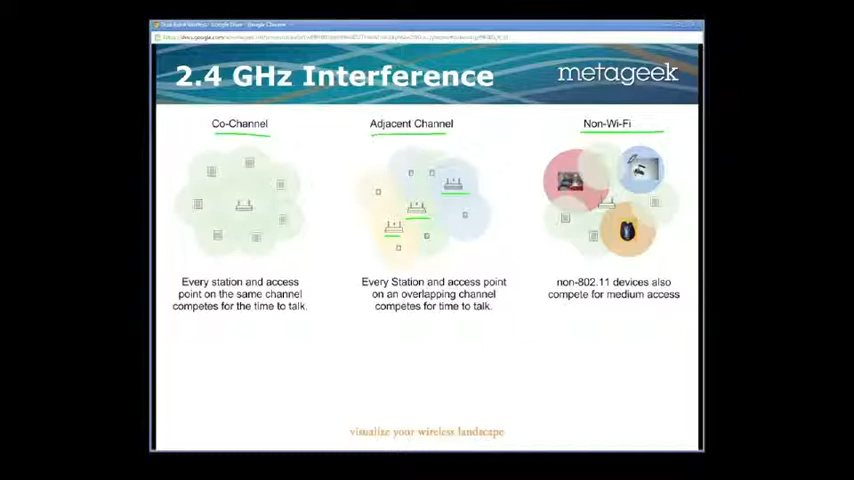 2.4 GHz Interference
metageek
Co-Channel
Adjacent Channel
Non-Wi-Fi
Every station and access
point on the same channel
competes for the time to talk.
Every Station and access point
on an overlapping channel
competes for time to talk.
non-802.11 devices also
compete for medium access
visualize your wireless landscape